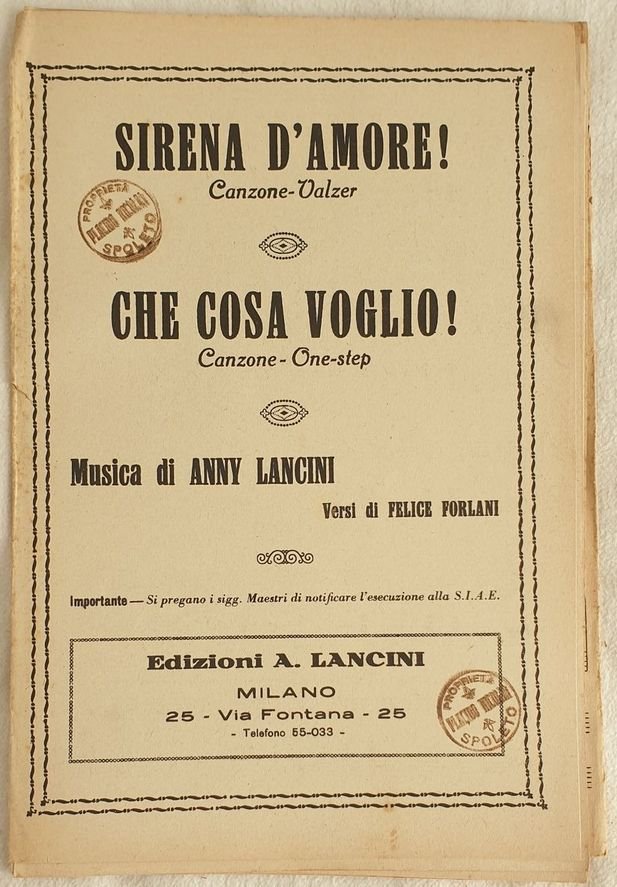 SIRENA D'AMORE!
Canzone-Valzer
PROPRIETÀ
SPOLETO
CHE COSA VOGLIO!
Canzone - One-step
Musica di ANNY LANCINI
Versi di FELICE FORLANI
Importante — Si pregano i sigg. Maestri di notificare l'esecuzione alla S.I.A.E.
Edizioni A. LANCINI
MILANO
25 - Via Fontana - 25
- Telefono 55-033 -
PROPRIETÀ
SPOLETO